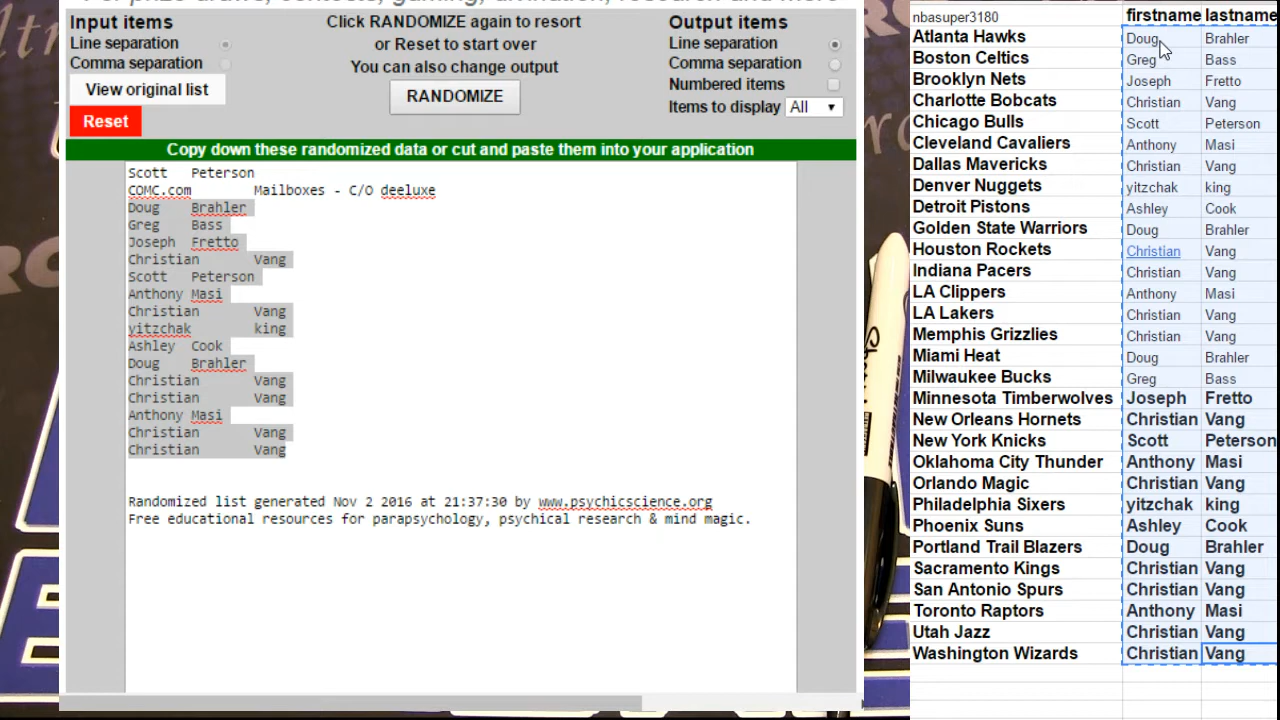 Input items
Line separation
Comma separation
View original list
Reset
Click RANDOMIZE again to resort
or Reset to start over
You can also change output
RANDOMIZE
Output items
Line separation
Comma separation
Numbered items
Items to display All
Copy down these randomized data or cut and paste them into your application
Scott Peterson
COMC.com Mailboxes - C/O deeluxe
Doug Brahler
Greg Bass
Joseph Fretto
Christian Vang
Scott Peterson
Anthony Masi
Christian Vang
yitzchak king
Ashley Cook
Doug Brahler
Christian Vang
Christian Vang
Anthony Masi
Christian Vang
Christian Vang
Randomized list generated Nov 2 2016 at 21:37:30 by www.psychicscience.org
Free educational resources for parapsychology, psychical research & mind magic.
nbasuper3180 firstname lastname
Atlanta Hawks Doug Brahler
Boston Celtics Greg Bass
Brooklyn Nets Joseph Fretto
Charlotte Bobcats Christian Vang
Chicago Bulls Scott Peterson
Cleveland Cavaliers Anthony Masi
Dallas Mavericks Christian Vang
Denver Nuggets yitzchak king
Detroit Pistons Ashley Cook
Golden State Warriors Doug Brahler
Houston Rockets Christian Vang
Indiana Pacers Christian Vang
LA Clippers Anthony Masi
LA Lakers Christian Vang
Memphis Grizzlies Christian Vang
Miami Heat Doug Brahler
Milwaukee Bucks Greg Bass
Minnesota Timberwolves Joseph Fretto
New Orleans Hornets Christian Vang
New York Knicks Scott Peterson
Oklahoma City Thunder Anthony Masi
Orlando Magic Christian Vang
Philadelphia Sixers yitzchak king
Phoenix Suns Ashley Cook
Portland Trail Blazers Doug Brahler
Sacramento Kings Christian Vang
San Antonio Spurs Christian Vang
Toronto Raptors Anthony Masi
Utah Jazz Christian Vang
Washington Wizards Christian Vang